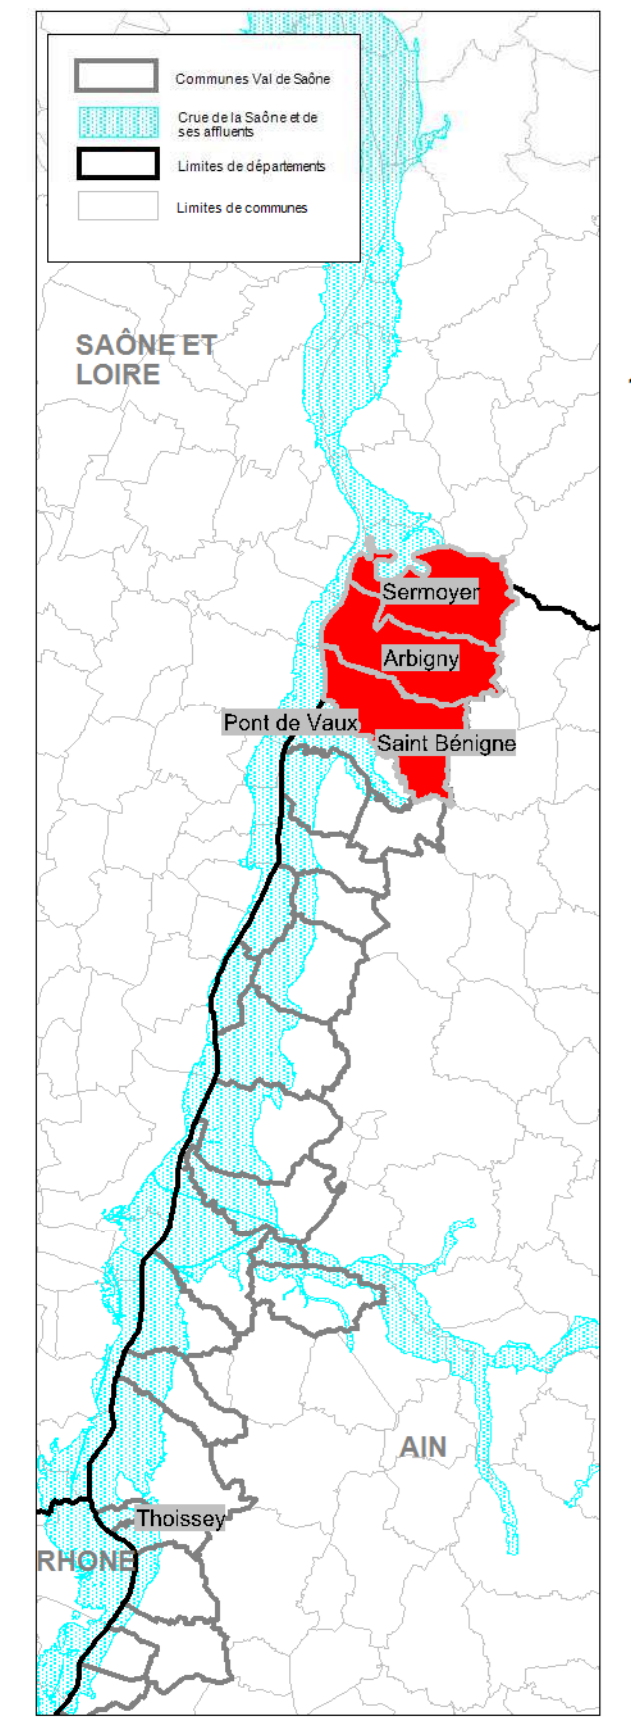 Communes Val de Saône
Crue de la Saône et de
ses affluents
Limites de départements
Limites de communes
SAÔNE ET
LOIRE
Sermoyer
Arbigny
Pont de Vaux
Saint Bénigne
AIN
Thoissey
RHONE